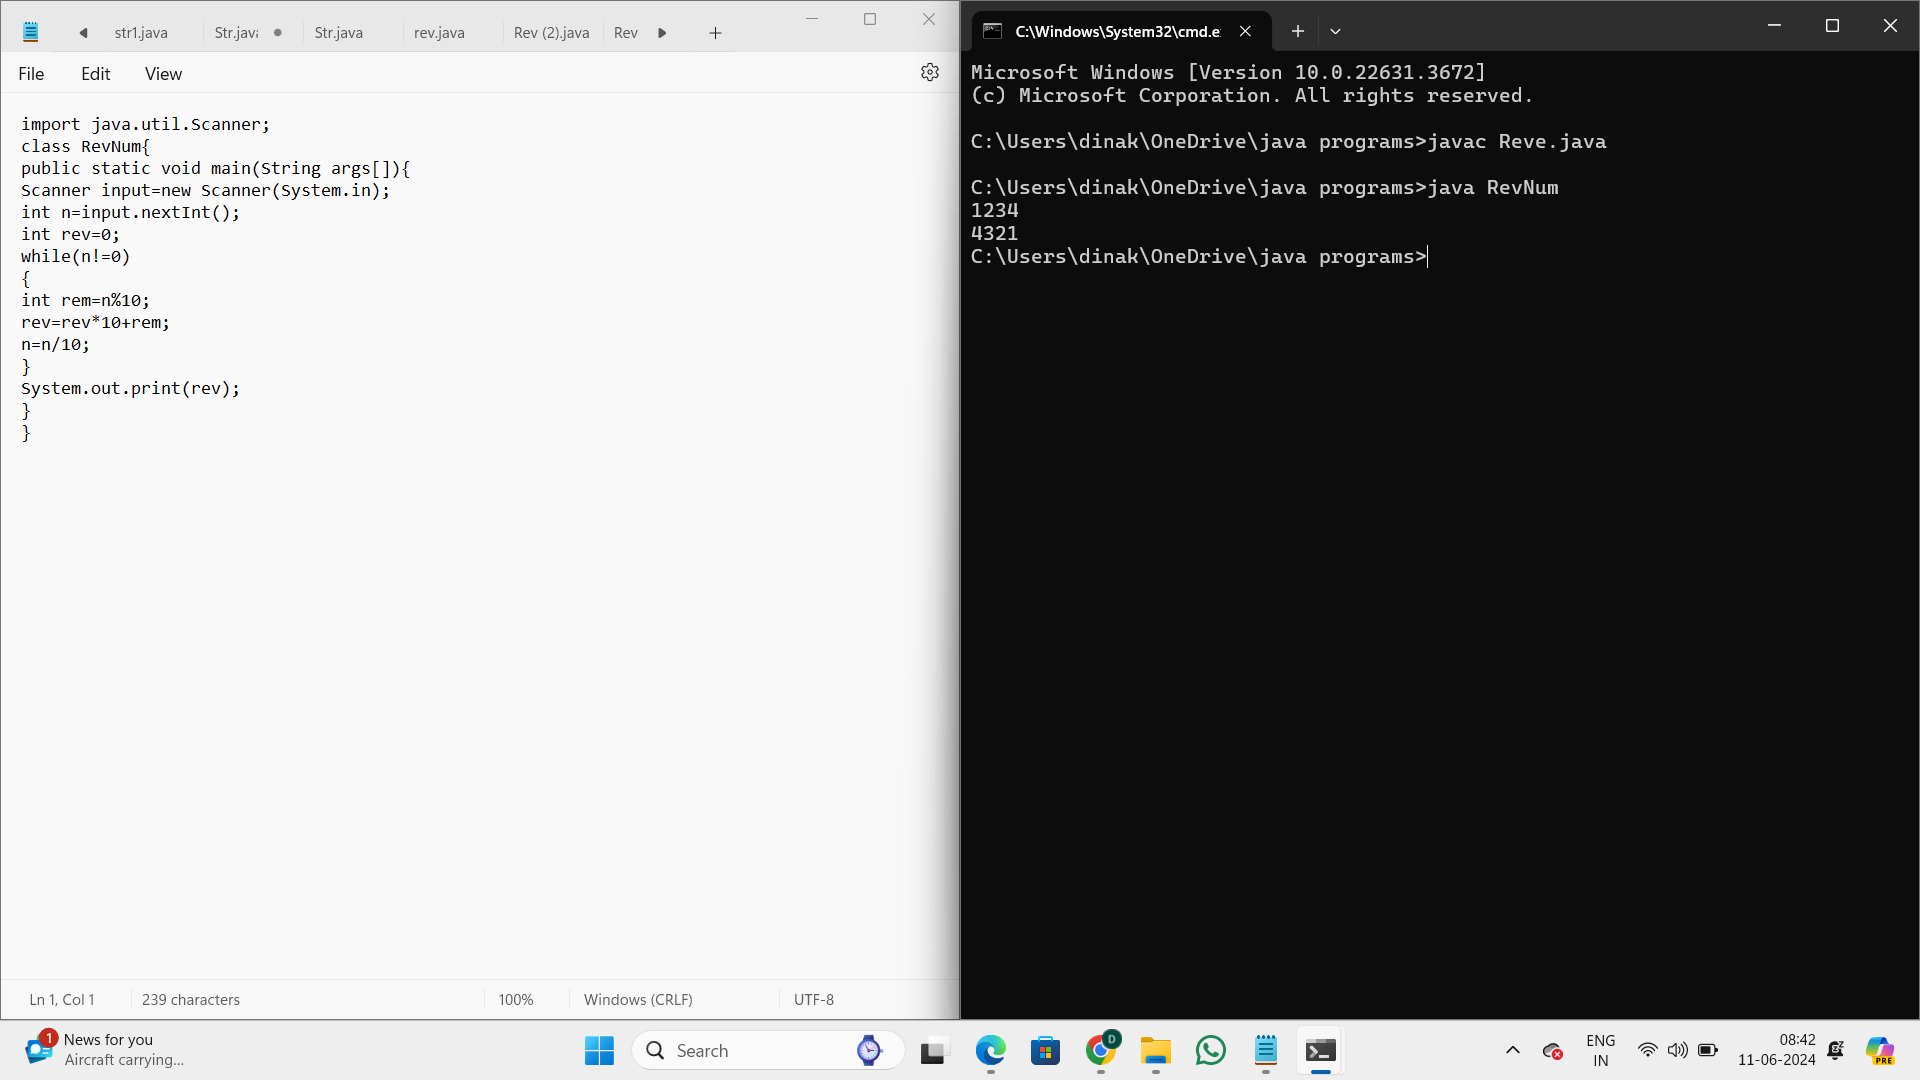 str1.java
Str.java
Str.java
rev.java
Rev (2).java
Rev
File
Edit
View
import java.util.Scanner;
class RevNum{
public static void main(String args[]){
Scanner input=new Scanner(System.in);
int n=input.nextInt();
int rev=0;
while(n!=0)
{
int rem=n%10;
rev=rev*10+rem;
n=n/10;
}
System.out.print(rev);
}
}
Ln 1, Col 1
239 characters
100%
Windows (CRLF)
UTF-8
C:\Windows\System32\cmd.e
Microsoft Windows [Version 10.0.22631.3672]
(c) Microsoft Corporation. All rights reserved.
C:\Users\dinak\OneDrive\java programs>javac Reve.java
C:\Users\dinak\OneDrive\java programs>java RevNum
1234
4321
C:\Users\dinak\OneDrive\java programs>
1
News for you
Aircraft carrying...
Search
D
ENG
IN
08:42
11-06-2024
PRE